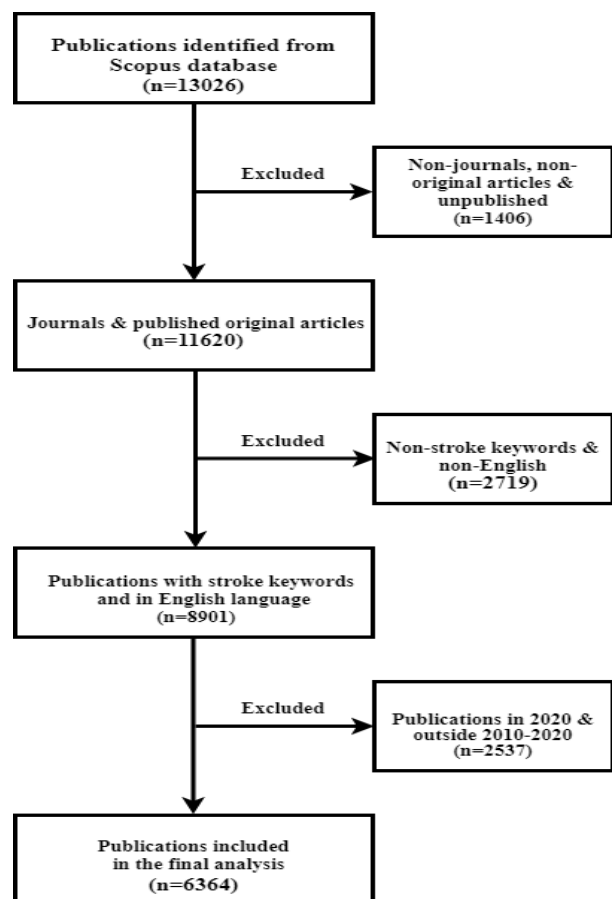 Publications identified from
Scopus database
(n=13026)
Excluded
Non-journals, non-
original articles &
unpublished
(n=1406)
Journals & published original articles
(n=11620)
Excluded
Non-stroke keywords &
non-English
(n=2719)
Publications with stroke keywords
and in English language
(n=8901)
Excluded
Publications in 2020 &
outside 2010-2020
(n=2537)
Publications included
in the final analysis
(n=6364)